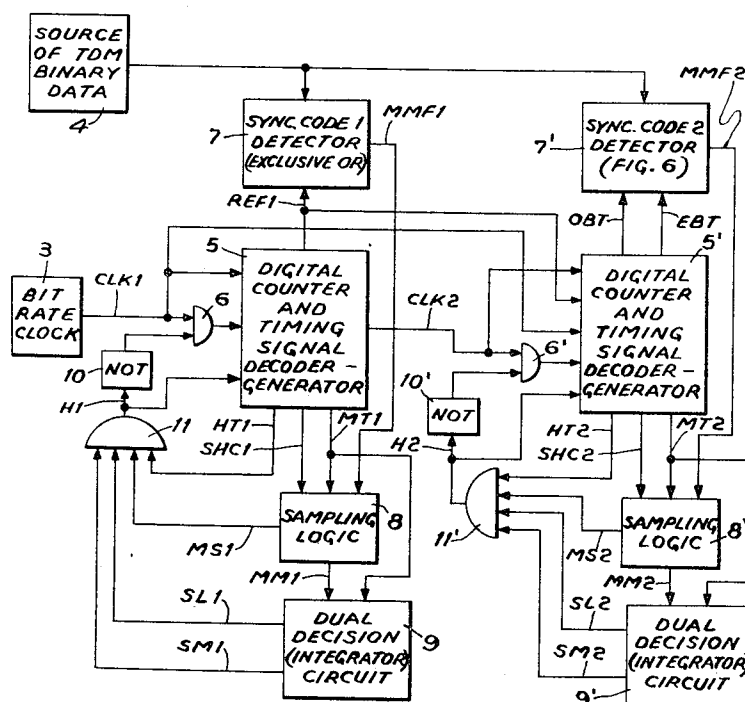 SOURCE
OF TDM
BINARY
DATA
4
MMF2
7
SYNC. CODE 1
DETECTOR
(EXCLUSIVE OR)
MMF1
7'
SYNC. CODE 2
DETECTOR
(FIG. 6)
REF1
OBT
EBT
3
BIT
RATE
CLOCK
CLK1
6
5
DIGITAL
COUNTER
AND
TIMING
SIGNAL
DECODER-
GENERATOR
CLK2
6'
5'
DIGITAL
COUNTER
AND
TIMING
SIGNAL
DECODER-
GENERATOR
10
NOT
10'
NOT
H1
11
HT1
SHC1
MT1
H2
11'
HT2
SHC2
MT2
SAMPLING
LOGIC
8
MS1
MM1
SAMPLING
LOGIC
8'
MS2
MM2
SL1
SM1
DUAL
DECISION
(INTEGRATOR)
CIRCUIT
9
SL2
SM2
DUAL
DECISION
(INTEGRATOR)
CIRCUIT
9'